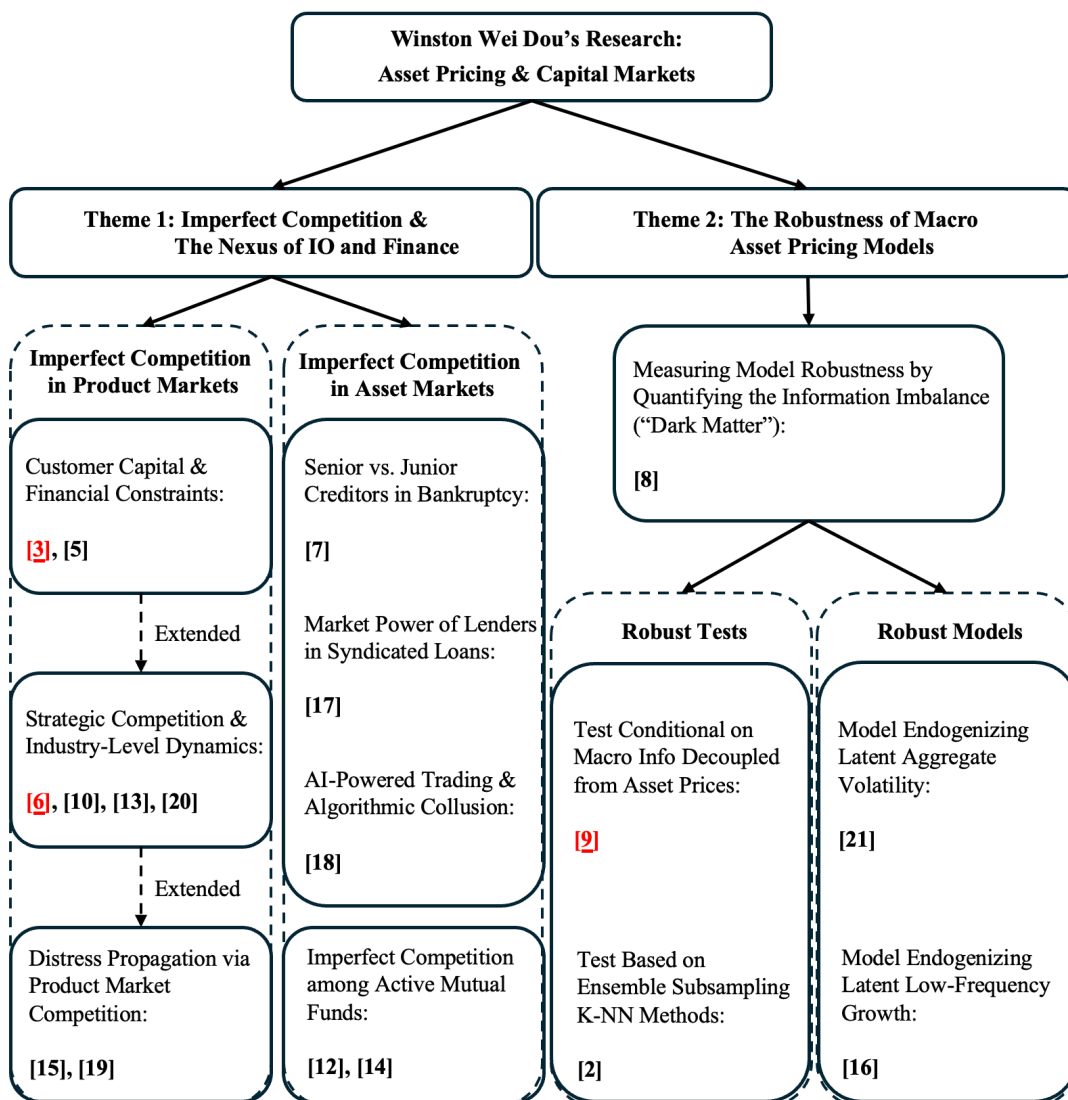 Winston Wei Dou’s Research:
Asset Pricing & Capital Markets
Theme 1: Imperfect Competition &
The Nexus of IO and Finance
Theme 2: The Robustness of Macro
Asset Pricing Models
Imperfect Competition
in Product Markets
Customer Capital &
Financial Constraints:
[3], [5]
Extended
Strategic Competition &
Industry-Level Dynamics:
[6], [10], [13], [20]
Extended
Distress Propagation via
Product Market
Competition:
[15], [19]
Imperfect Competition
in Asset Markets
Senior vs. Junior
Creditors in Bankruptcy:
[7]
Market Power of Lenders
in Syndicated Loans:
[17]
AI-Powered Trading &
Algorithmic Collusion:
[18]
Imperfect Competition
among Active Mutual
Funds:
[12], [14]
Measuring Model Robustness by
Quantifying the Information Imbalance
(“Dark Matter”):
[8]
Robust Tests
Test Conditional on
Macro Info Decoupled
from Asset Prices:
[9]
Test Based on
Ensemble Subsampling
K-NN Methods:
[2]
Robust Models
Model Endogenizing
Latent Aggregate
Volatility:
[21]
Model Endogenizing
Latent Low-Frequency
Growth:
[16]